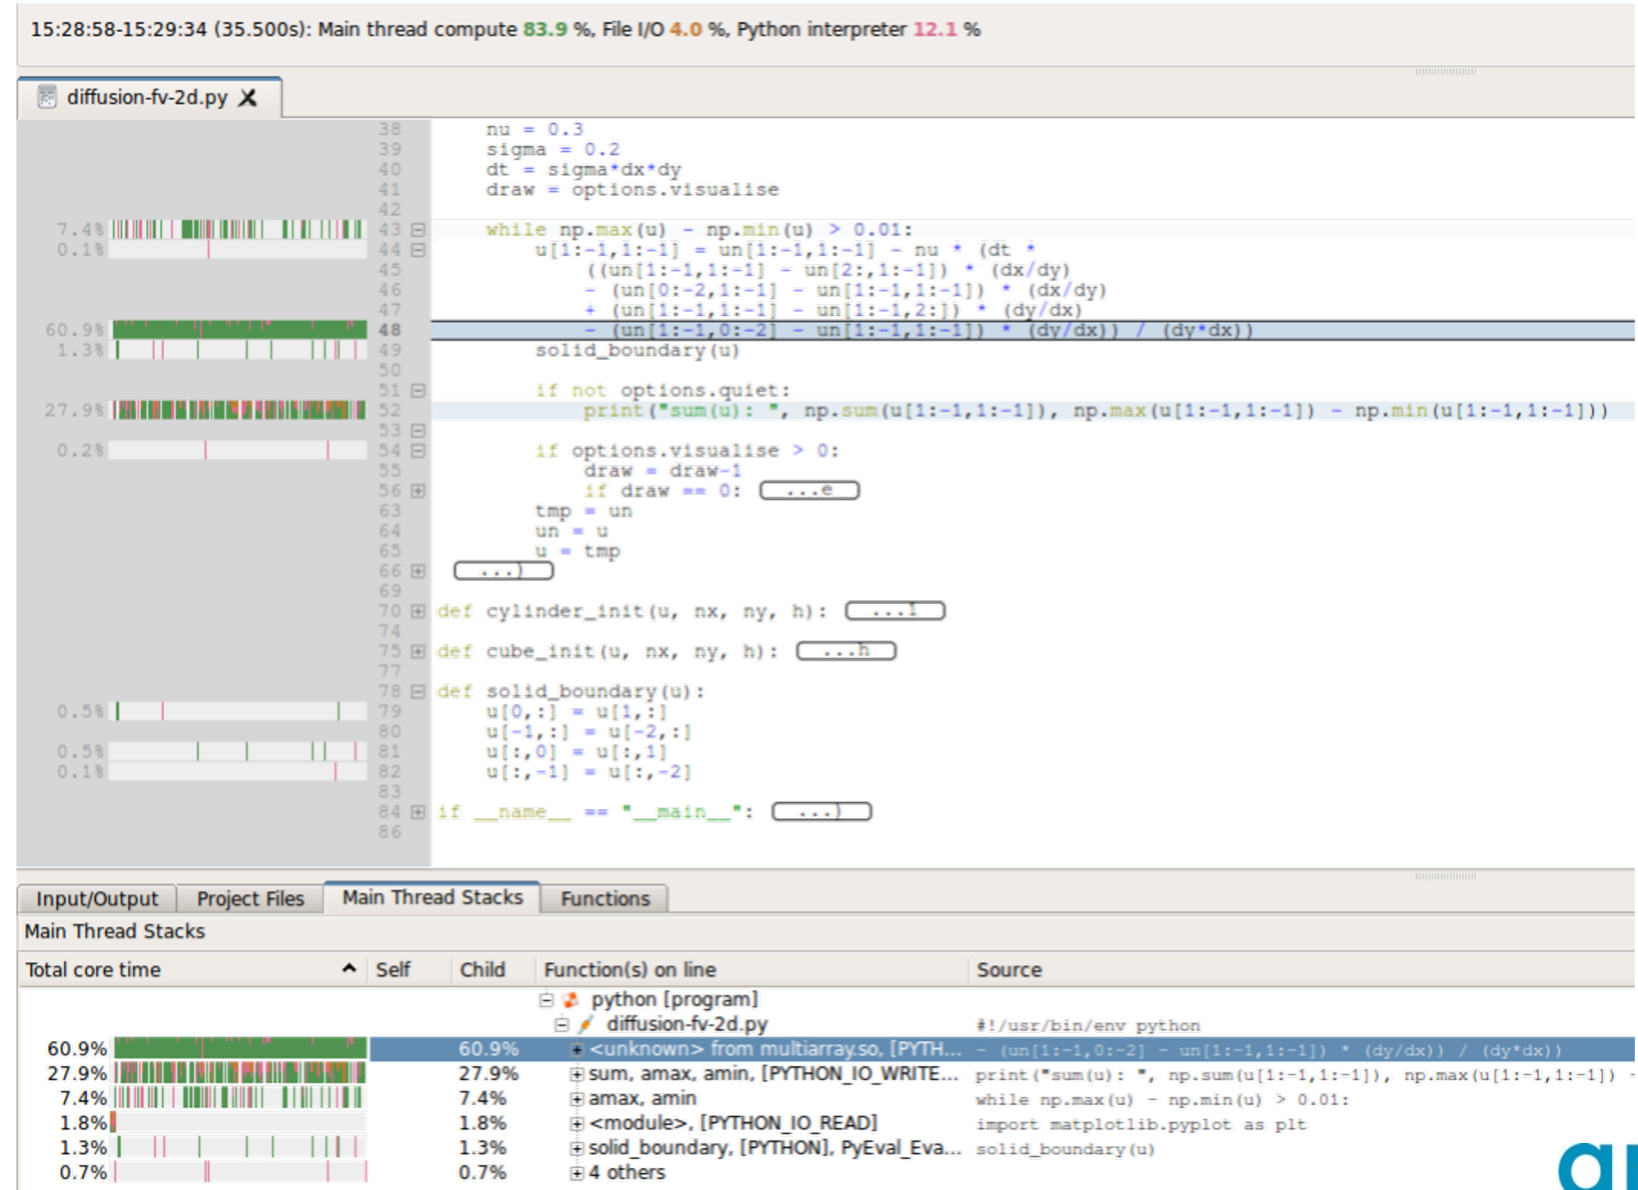 15:28:58-15:29:34 (35.500s): Main thread compute 83.9 %, File I/O 4.0 %, Python interpreter 12.1 %
diffusion-fv-2d.py X
38 nu = 0.3
39 sigma = 0.2
40 dt = sigma*dx*dy
41 draw = options.visualise
42
7.4% 43 while np.max(u) - np.min(u) > 0.01:
0.1% 44 u[1:-1,1:-1] = un[1:-1,1:-1] - nu * (dt *
45 ((un[1:-1,1:-1] - un[2:,1:-1]) * (dx/dy)
46 - (un[0:-2,1:-1] - un[1:-1,1:-1]) * (dx/dy)
47 + (un[1:-1,1:-1] - un[1:-1,2:]) * (dy/dx)
60.9% 48 - (un[1:-1,0:-2] - un[1:-1,1:-1]) * (dy/dx)) / (dy*dx))
1.3% 49 solid_boundary(u)
50
51 if not options.quiet:
27.9% 52 print("sum(u): ", np.sum(u[1:-1,1:-1]), np.max(u[1:-1,1:-1]) - np.min(u[1:-1,1:-1]))
53
0.2% 54 if options.visualise > 0:
55 draw = draw-1
56 if draw == 0: ...e
63 tmp = un
64 un = u
65 u = tmp
66 ...)
69
70 def cylinder_init(u, nx, ny, h): ...1
74
75 def cube_init(u, nx, ny, h): ...h
77
78 def solid_boundary(u):
0.5% 79 u[0,:] = u[1,:]
80 u[-1,:] = u[-2,:]
0.5% 81 u[:,0] = u[:,1]
0.1% 82 u[:,-1] = u[:,-2]
83
84 if __name__ == "__main__": ...)
86
Input/Output Project Files Main Thread Stacks Functions
Main Thread Stacks
Total core time Self Child Function(s) on line Source
python [program]
diffusion-fv-2d.py #!/usr/bin/env python
60.9% 60.9% <unknown> from multiarray.so, [PYTH... - (un[1:-1,0:-2] - un[1:-1,1:-1]) * (dy/dx)) / (dy*dx))
27.9% 27.9% sum, amax, amin, [PYTHON_IO_WRITE... print("sum(u): ", np.sum(u[1:-1,1:-1]), np.max(u[1:-1,1:-1]) -
7.4% 7.4% amax, amin while np.max(u) - np.min(u) > 0.01:
1.8% 1.8% <module>, [PYTHON_IO_READ] import matplotlib.pyplot as plt
1.3% 1.3% solid_boundary, [PYTHON], PyEval_Eva... solid_boundary(u)
0.7% 0.7% 4 others